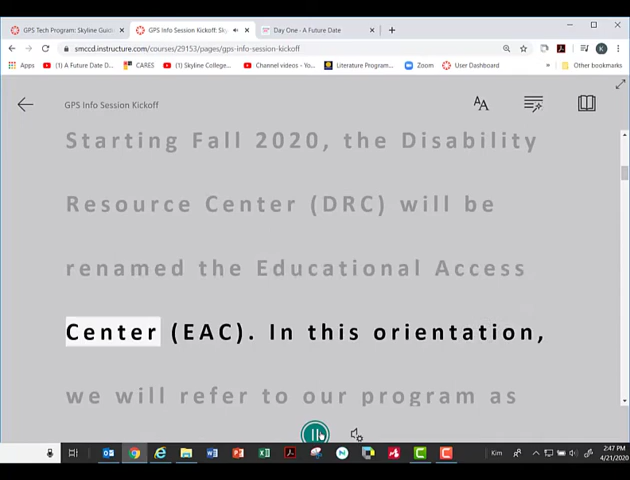 GPS Tech Program: Skyline Guid
GPS Info Session Kickoff: Sky
Day One - A Future Date
smccd.instructure.com/courses/29153/pages/gps-info-session-kickoff
K
Apps
(1) A Future Date D...
CARES
(1) Skyline College...
Channel videos - Y...
Literature Program...
Zoom
User Dashboard
Other bookmarks
GPS Info Session Kickoff
AA
Starting Fall 2020, the Disability
Resource Center (DRC) will be
renamed the Educational Access
Center (EAC). In this orientation,
we will refer to our program as
Kim
2:47 PM
4/21/2020